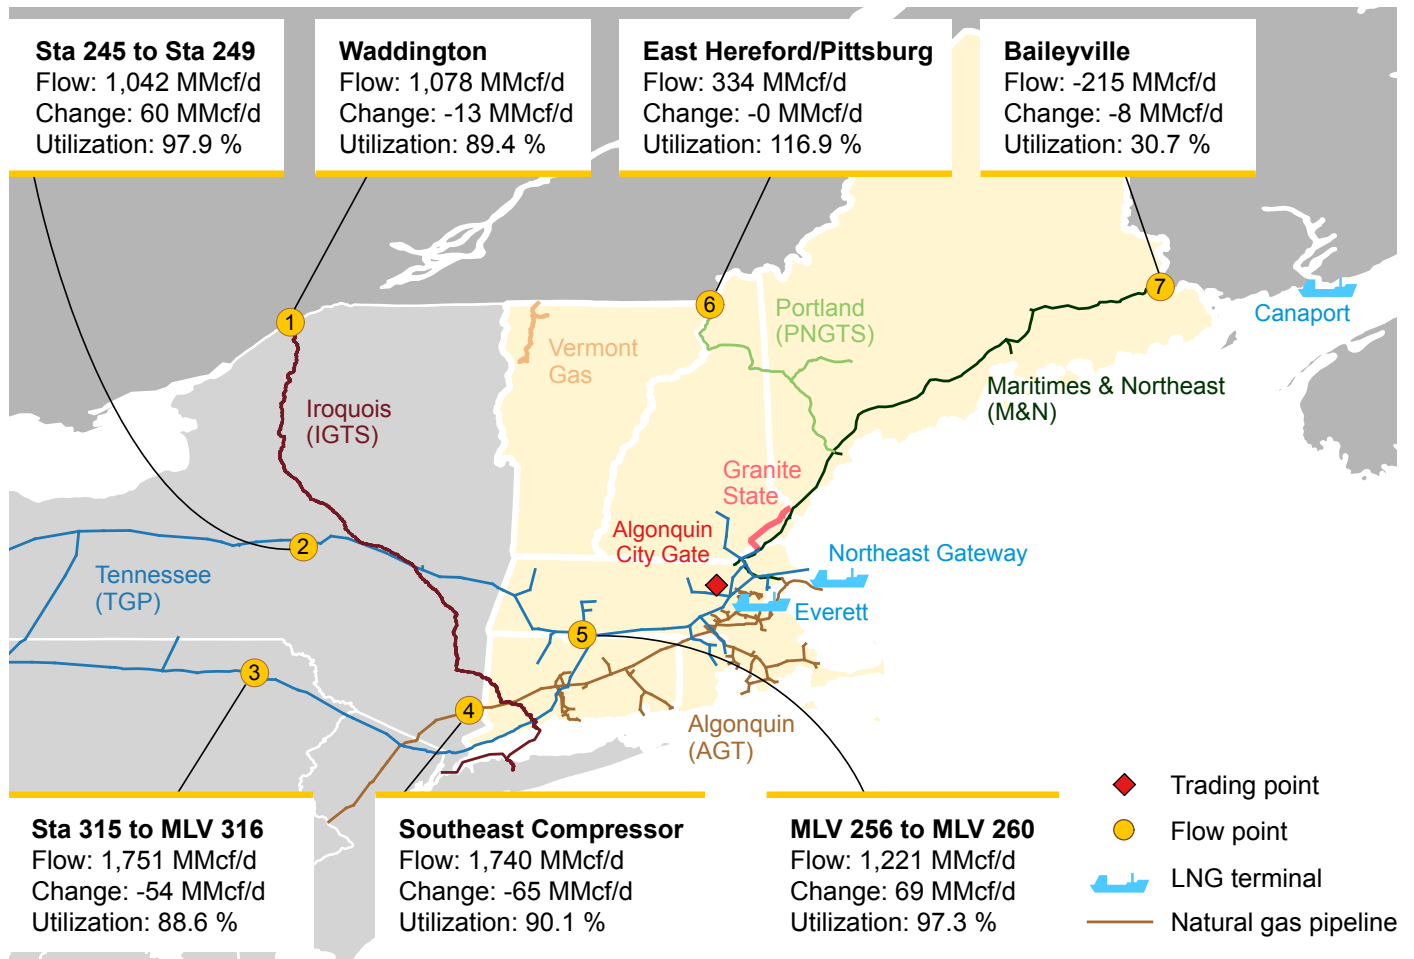 Sta 245 to Sta 249
Flow: 1,042 MMcf/d
Change: 60 MMcf/d
Utilization: 97.9 %
Waddington
Flow: 1,078 MMcf/d
Change: -13 MMcf/d
Utilization: 89.4 %
East Hereford/Pittsburg
Flow: 334 MMcf/d
Change: -0 MMcf/d
Utilization: 116.9 %
Baileyville
Flow: -215 MMcf/d
Change: -8 MMcf/d
Utilization: 30.7 %
1
6
7
Portland
(PNGTS)
Canaport
Vermont
Gas
Maritimes & Northeast
(M&N)
Iroquois
(IGTS)
Granite
State
Algonquin
City Gate
2
Northeast Gateway
Tennessee
(TGP)
Everett
5
3
4
Algonquin
(AGT)
Sta 315 to MLV 316
Flow: 1,751 MMcf/d
Change: -54 MMcf/d
Utilization: 88.6 %
Southeast Compressor
Flow: 1,740 MMcf/d
Change: -65 MMcf/d
Utilization: 90.1 %
MLV 256 to MLV 260
Flow: 1,221 MMcf/d
Change: 69 MMcf/d
Utilization: 97.3 %
Trading point
Flow point
LNG terminal
Natural gas pipeline